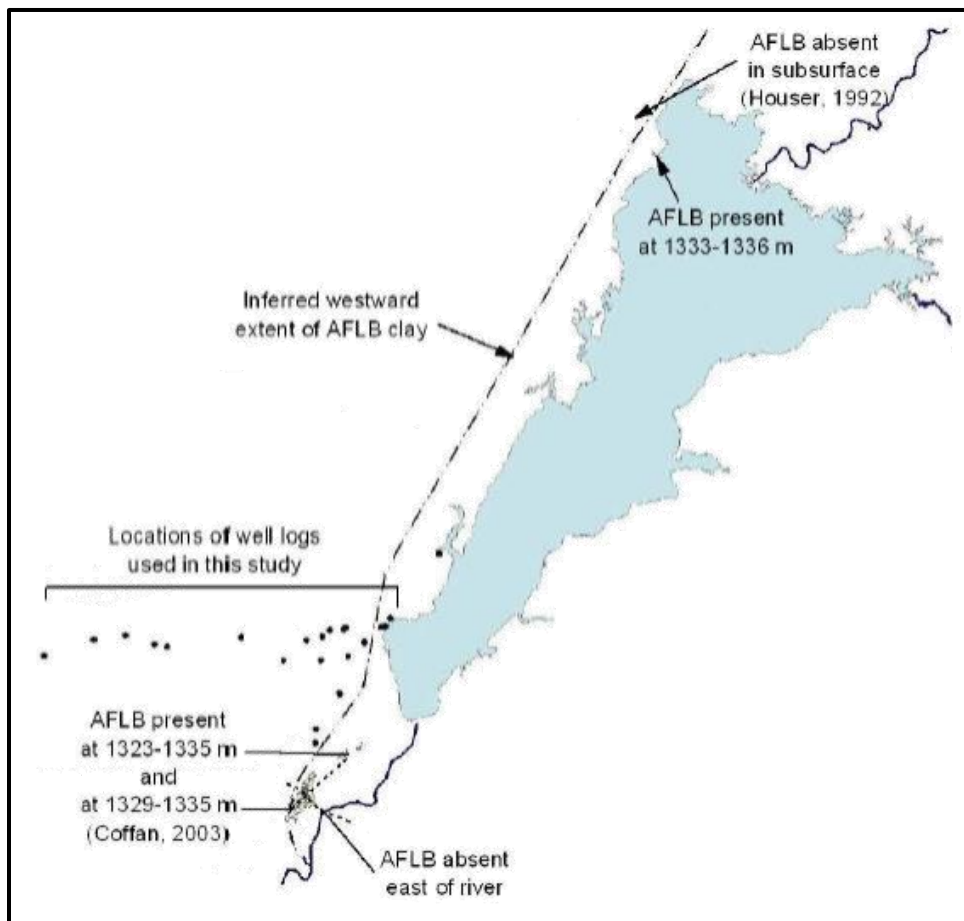 AFLB absent
in subsurface
(Houser, 1992)
AFLB present
at 1333-1336 m
Inferred westward
extent of AFLB clay
Locations of well logs
used in this study
AFLB present
at 1323-1335 m
and
at 1329-1335 m
(Coffan, 2003)
AFLB absent
east of river